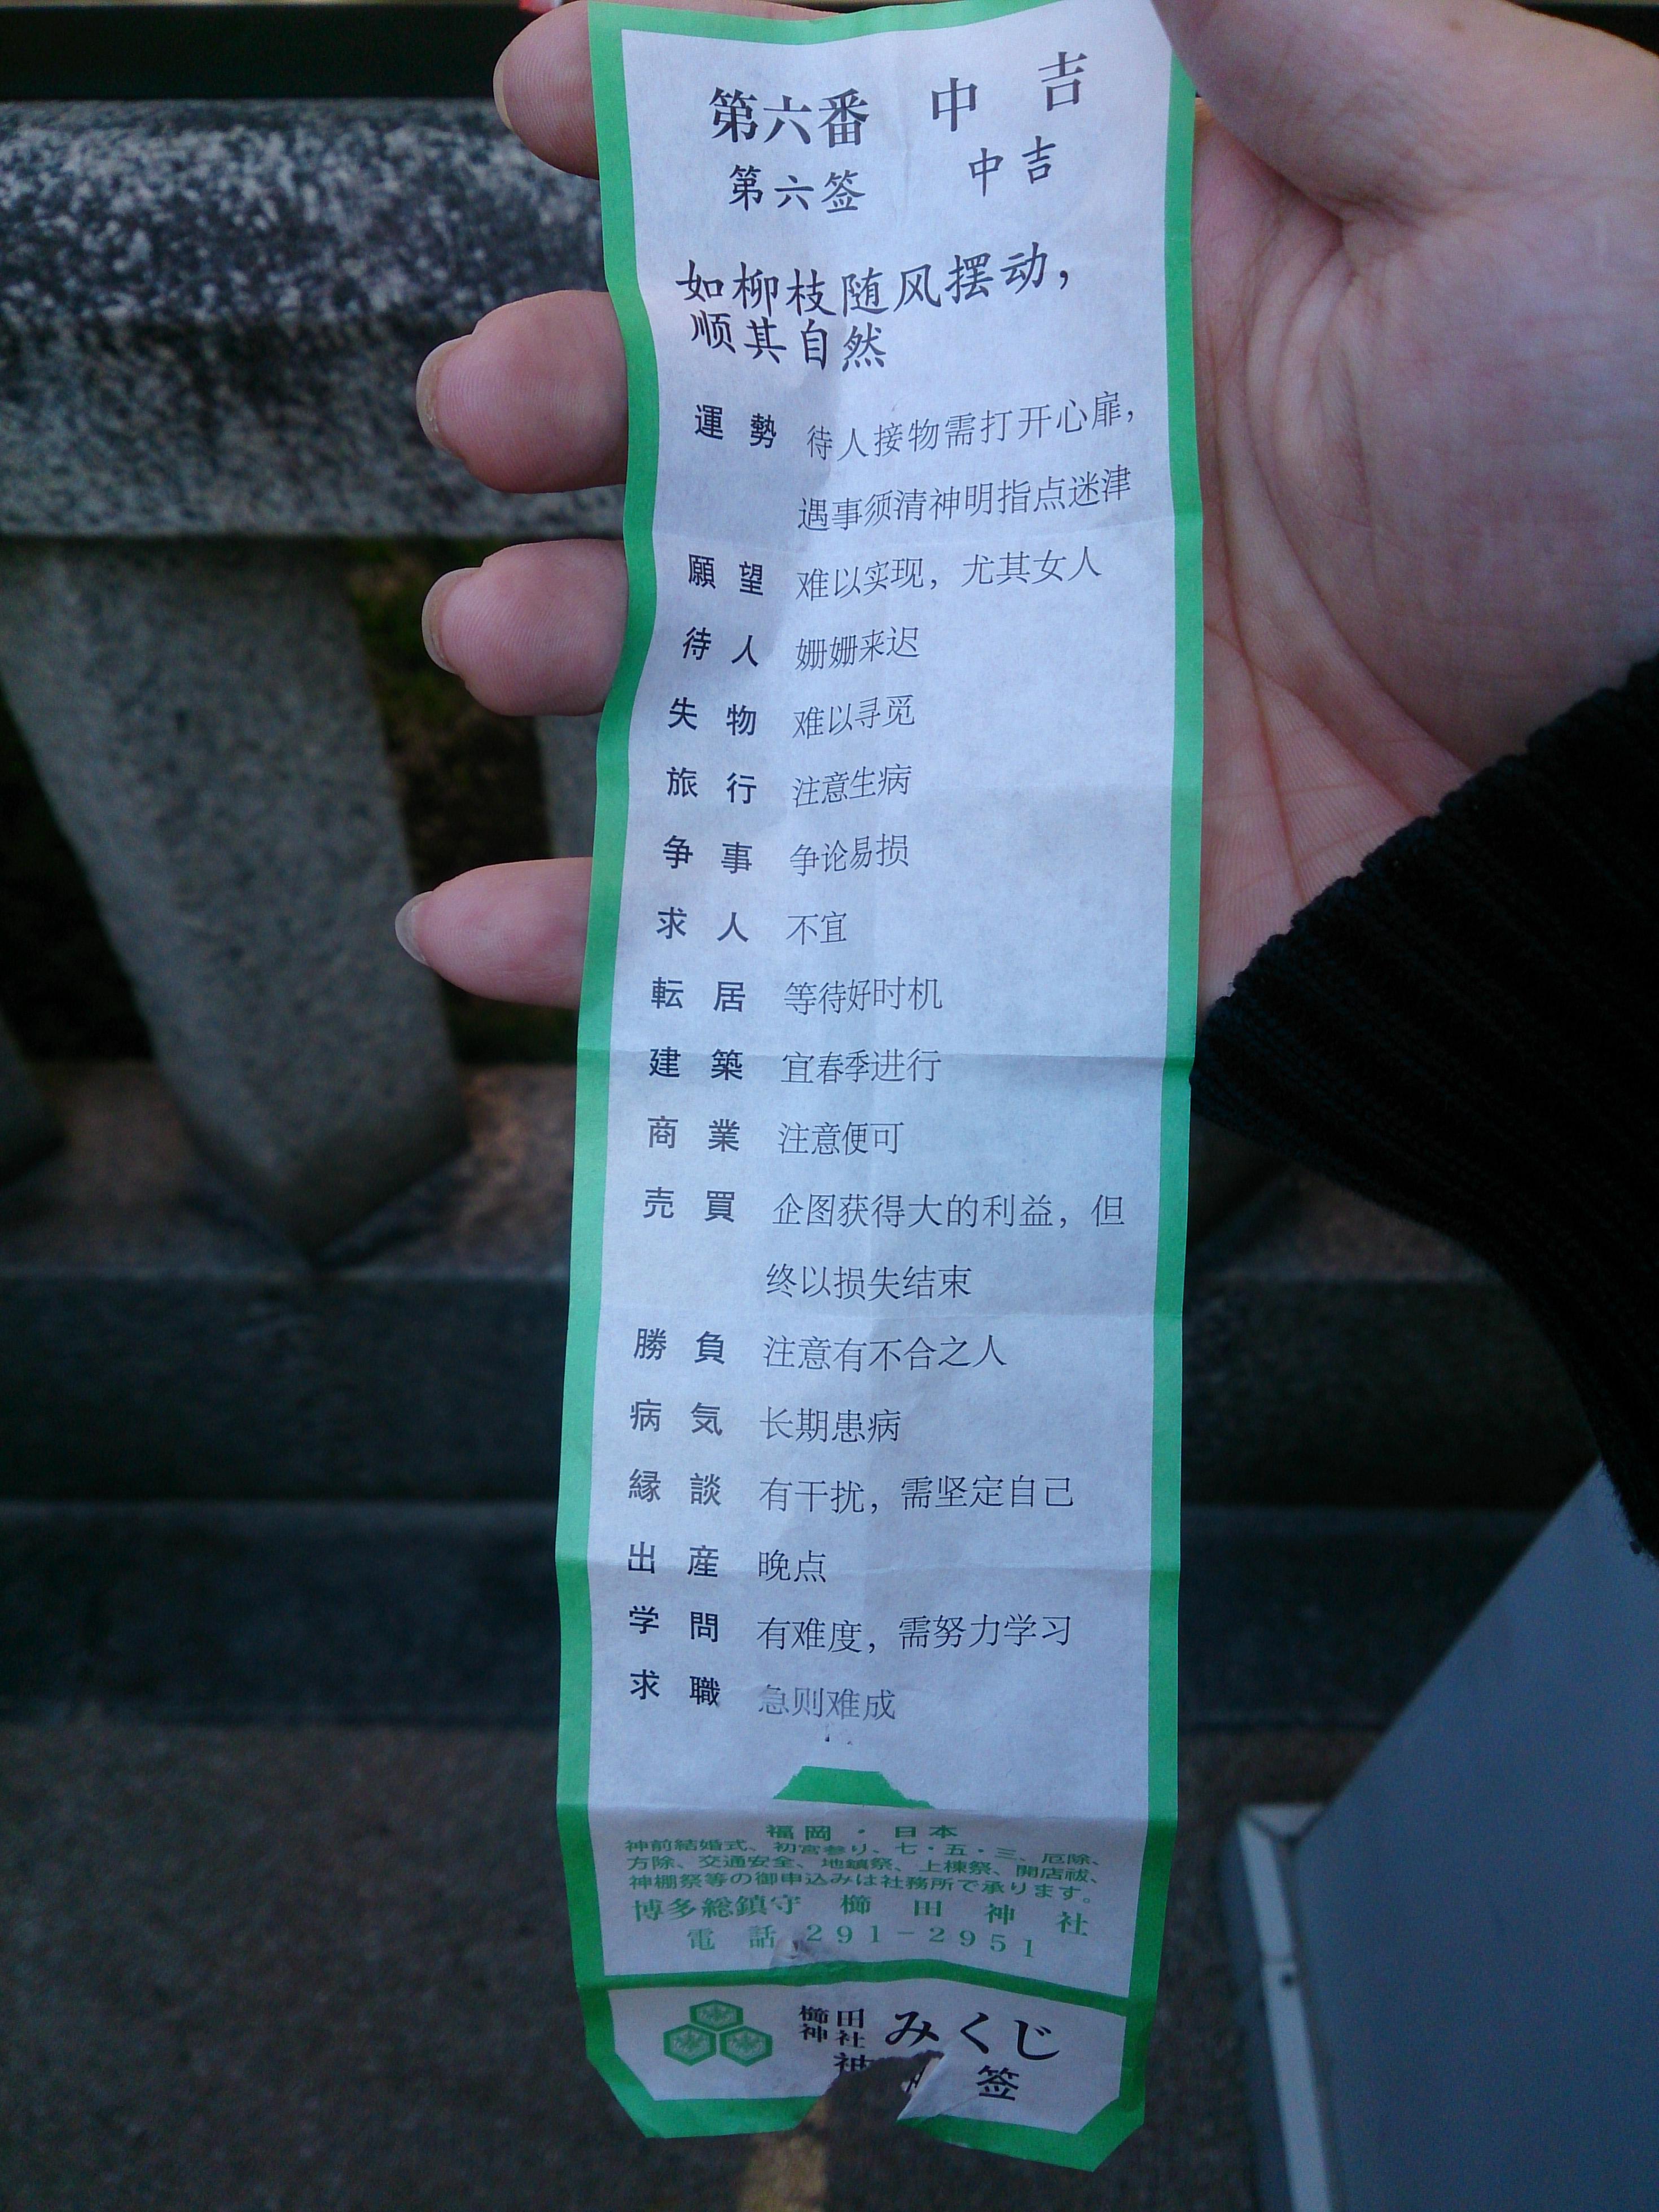 第六番 中 吉
第六签 中吉
如柳枝随风摆动，
顺其自然
運勢 待人接物需打开心扉，
遇事须清神明指点迷津
願望 难以实现，尤其女人
待人 姗姗来迟
失物 难以寻觅
旅行 注意生病
争事 争论易损
求人 不宜
転居 等待好时机
建築 宜春季进行
商業 注意便可
売買 企图获得大的利益，但
终以损失结束
勝負 注意有不合之人
病気 长期患病
縁談 有干扰，需坚定自己
出産 晚点
学問 有难度，需努力学习
求職 急则难成
福岡・日本
神前結婚式、初宮参り、七・五・三、厄除、
方除、交通安全、地鎮祭、上棟祭、開店祓、
神棚祭等の御申込みは社務所で承ります。
博多総鎮守 櫛田神社
電話 291-2951
櫛田
神社 みくじ
神 签